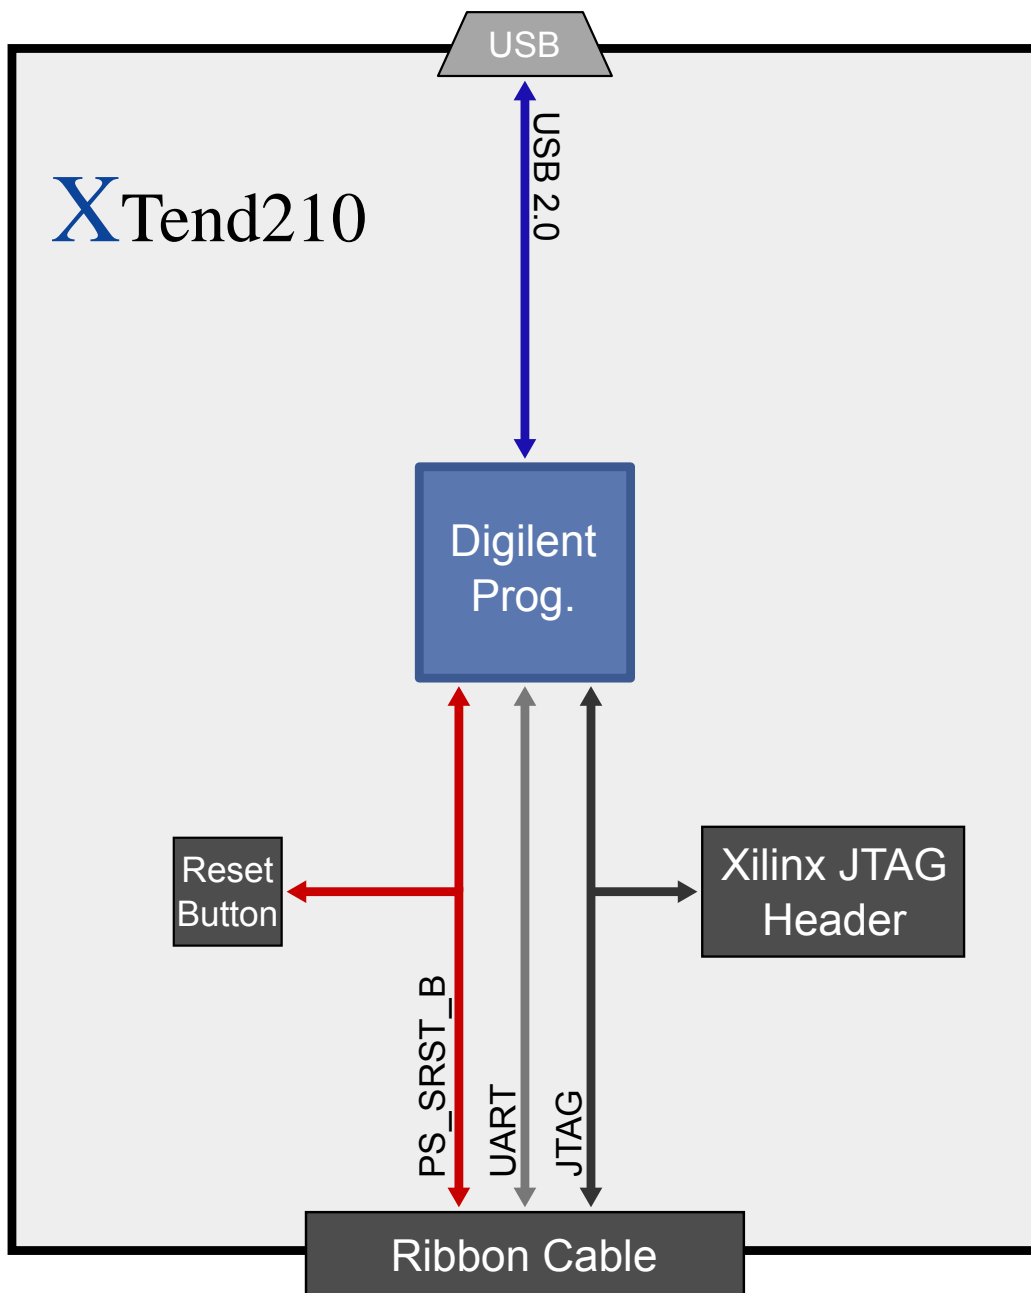 USB
USB 2.0
XTend210
Digilent
Prog.
Reset
Button
Xilinx JTAG
Header
PS_SRST_B
UART
JTAG
Ribbon Cable